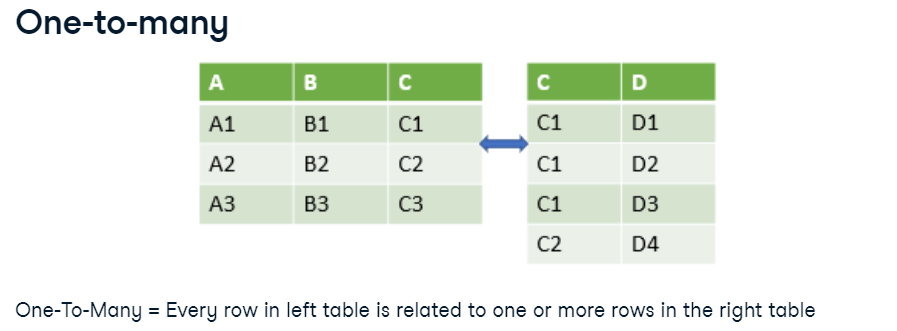 One-to-many
A B C C D
A1 B1 C1 C1 D1
A2 B2 C2 C1 D2
A3 B3 C3 C1 D3
C2 D4
One-To-Many = Every row in left table is related to one or more rows in the right table